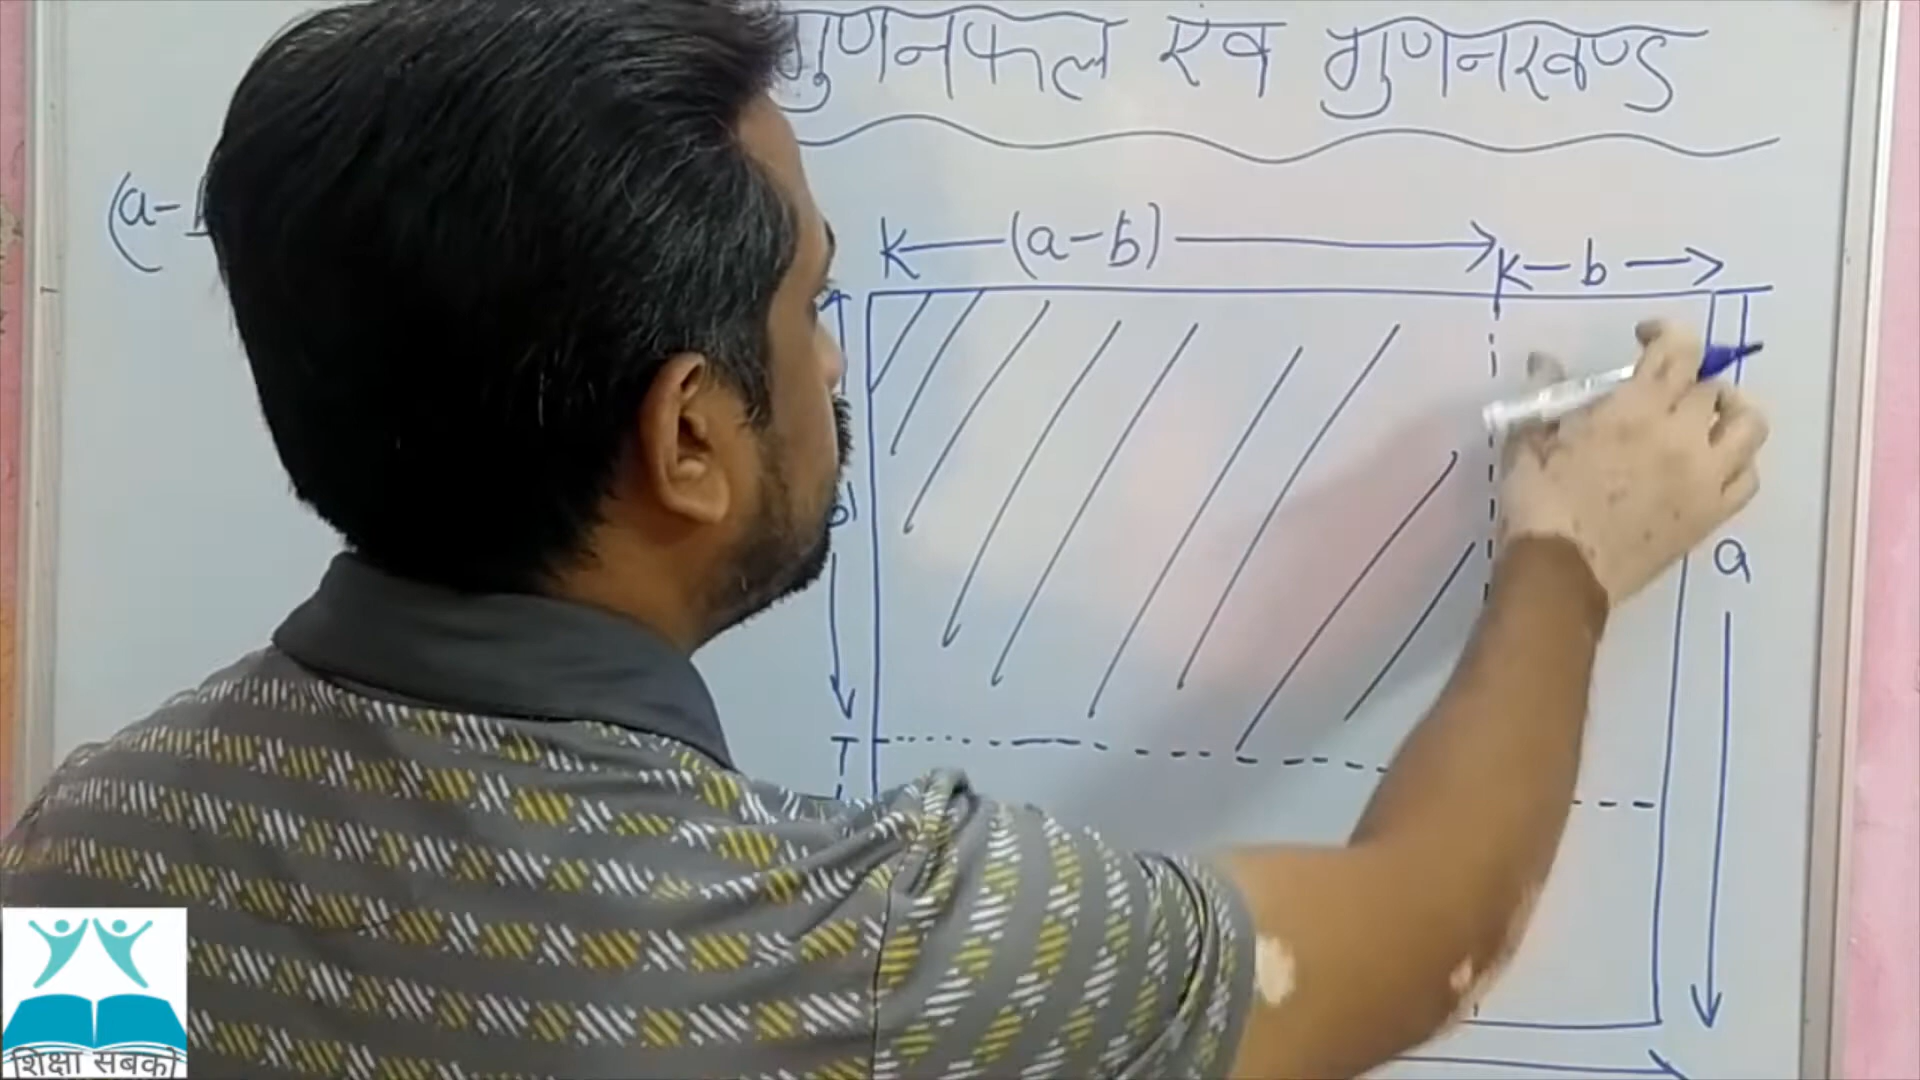 गुणनफल एवं गुणनखण्ड
(a-
(a-b)
b
a
शिक्षा सबको